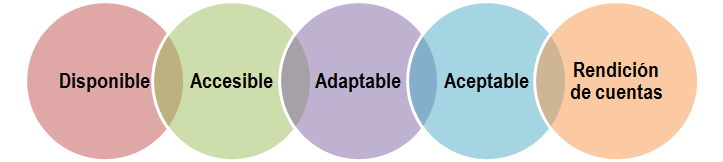 Disponible
Accesible
Adaptable
Aceptable
Rendición
de cuentas